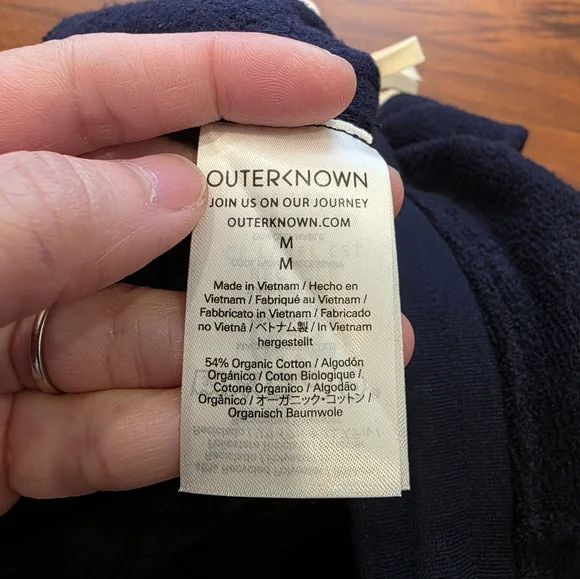 OUTERKNOWN
JOIN US ON OUR JOURNEY
OUTERKNOWN.COM
M
M
Made in Vietnam / Hecho en
Vietnam / Fabriqué au Vietnam /
Fabbricato in Vietnam / Fabricado
no Vietnã / ベトナム製 / In Vietnam
hergestellt
54% Organic Cotton / Algodón
Orgánico / Coton Biologique /
Cotone Organico / Algodão
Orgânico / オーガニック・コットン /
Organisch Baumwole